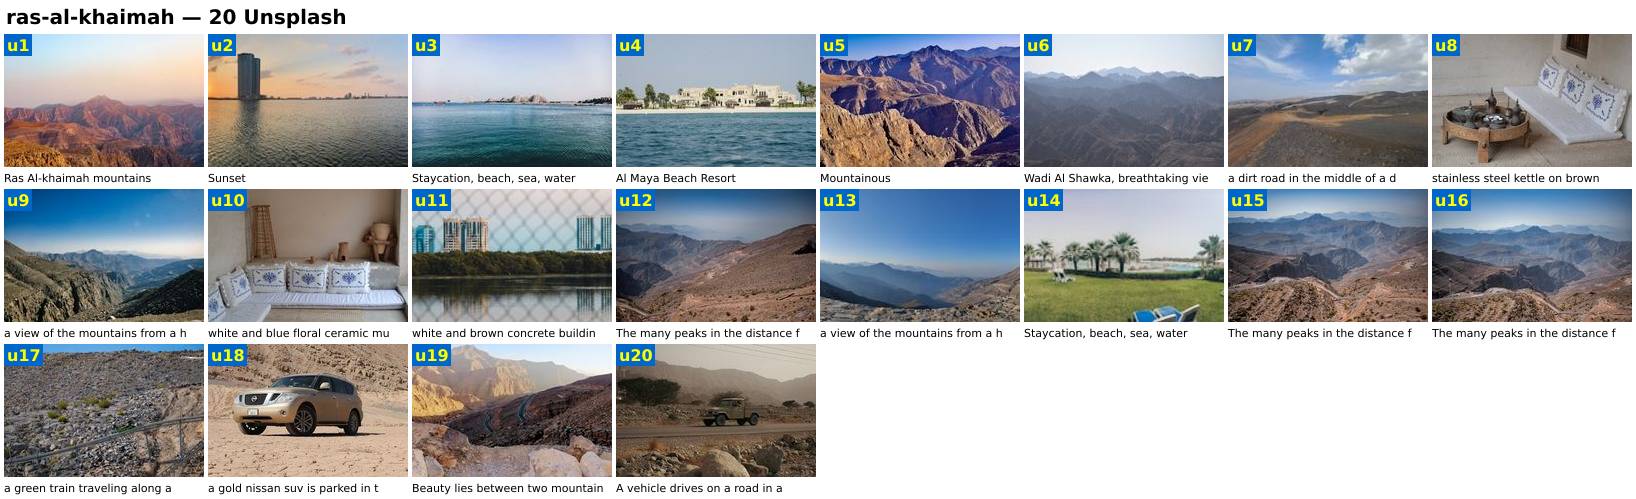 ras-al-khaimah — 20 Unsplash
u1
u2
u3
u4
u5
u6
u7
u8
Ras Al-khaimah mountains
Sunset
Staycation, beach, sea, water
Al Maya Beach Resort
Mountainous
Wadi Al Shawka, breathtaking vie
a dirt road in the middle of a d
stainless steel kettle on brown
u9
u10
u11
u12
u13
u14
u15
u16
a view of the mountains from a h
white and blue floral ceramic mu
white and brown concrete buildin
The many peaks in the distance f
a view of the mountains from a h
Staycation, beach, sea, water
The many peaks in the distance f
The many peaks in the distance f
u17
u18
u19
u20
a green train traveling along a
a gold nissan suv is parked in t
Beauty lies between two mountain
A vehicle drives on a road in a